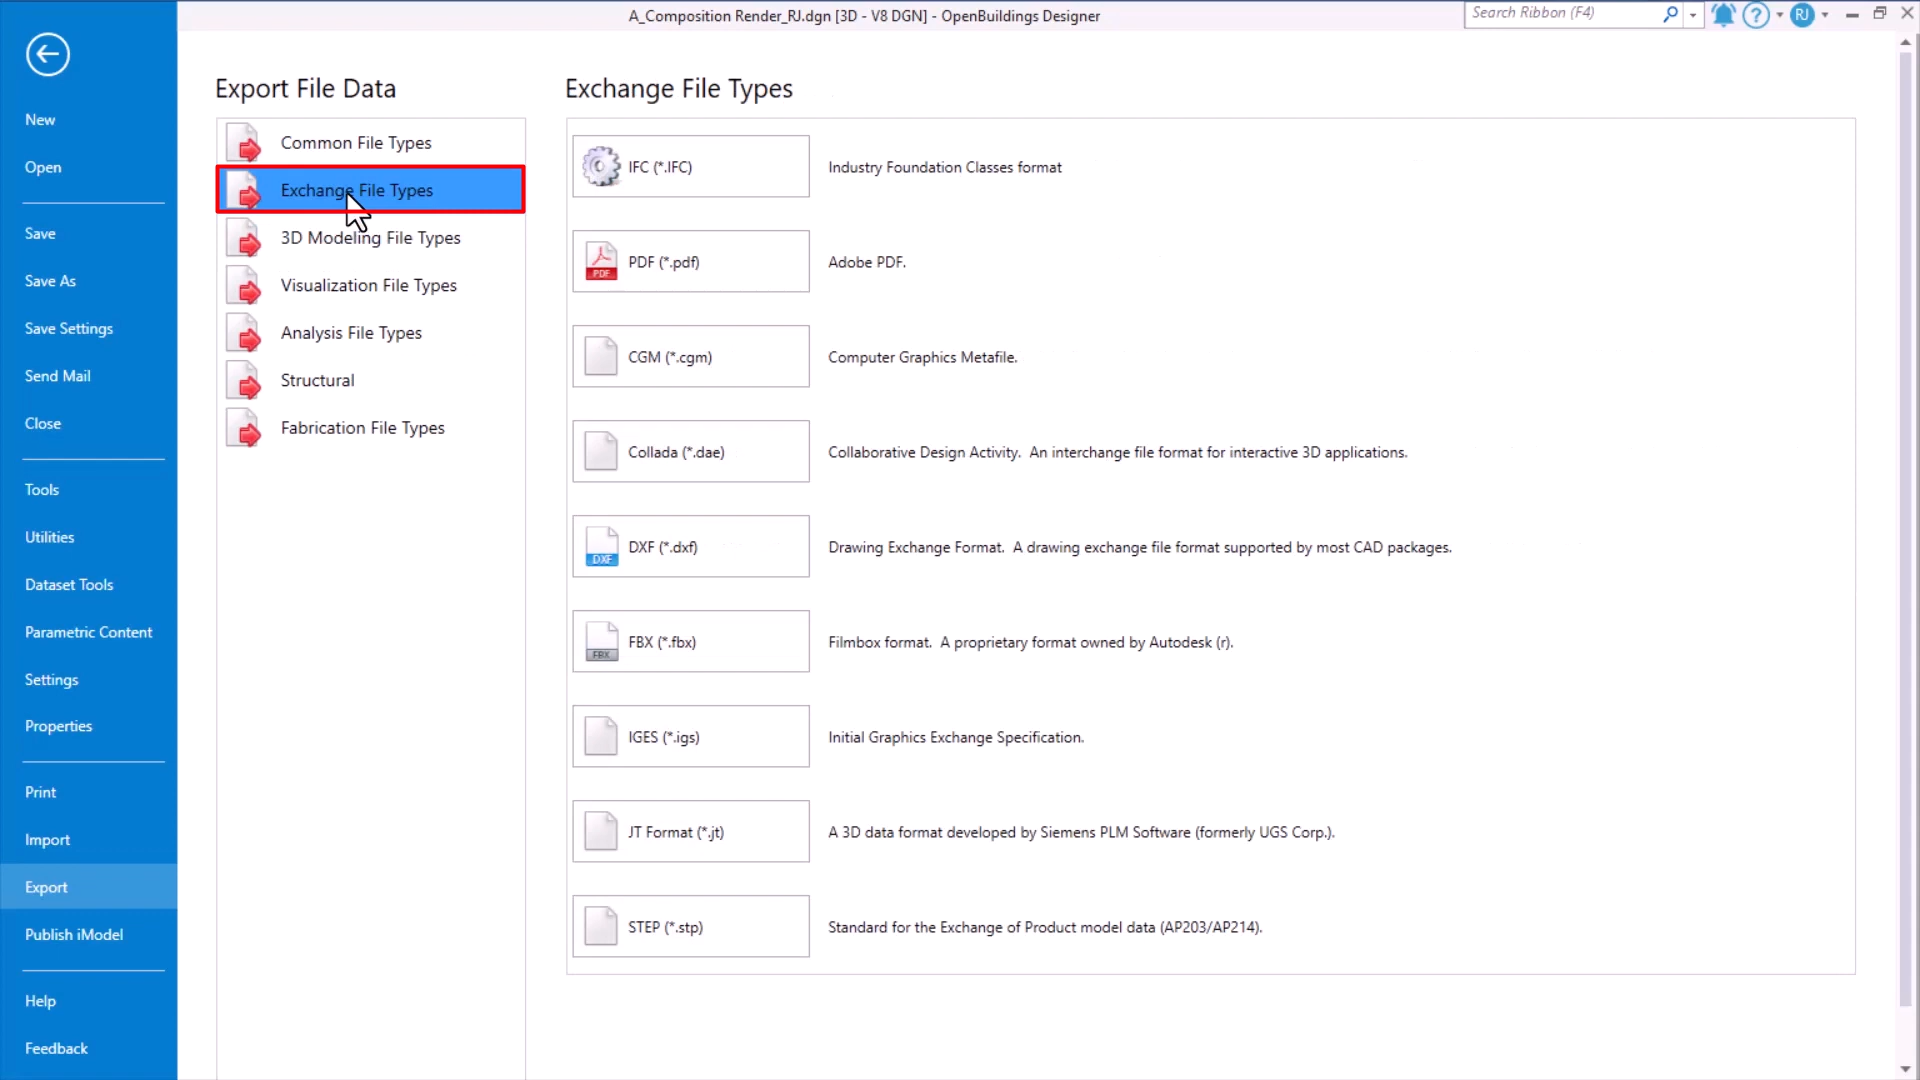 A_Composition Render_RJ.dgn [3D - V8 DGN] - OpenBuildings Designer
Search Ribbon (F4)
RJ
New
Open
Save
Save As
Save Settings
Send Mail
Close
Tools
Utilities
Dataset Tools
Parametric Content
Settings
Properties
Print
Import
Export
Publish iModel
Help
Feedback
Export File Data
Common File Types
Exchange File Types
3D Modeling File Types
Visualization File Types
Analysis File Types
Structural
Fabrication File Types
Exchange File Types
IFC (*.IFC) Industry Foundation Classes format
PDF PDF (*.pdf) Adobe PDF.
CGM (*.cgm) Computer Graphics Metafile.
Collada (*.dae) Collaborative Design Activity. An interchange file format for interactive 3D applications.
DXF DXF (*.dxf) Drawing Exchange Format. A drawing exchange file format supported by most CAD packages.
FBX FBX (*.fbx) Filmbox format. A proprietary format owned by Autodesk (r).
IGES (*.igs) Initial Graphics Exchange Specification.
JT Format (*.jt) A 3D data format developed by Siemens PLM Software (formerly UGS Corp.).
STEP (*.stp) Standard for the Exchange of Product model data (AP203/AP214).